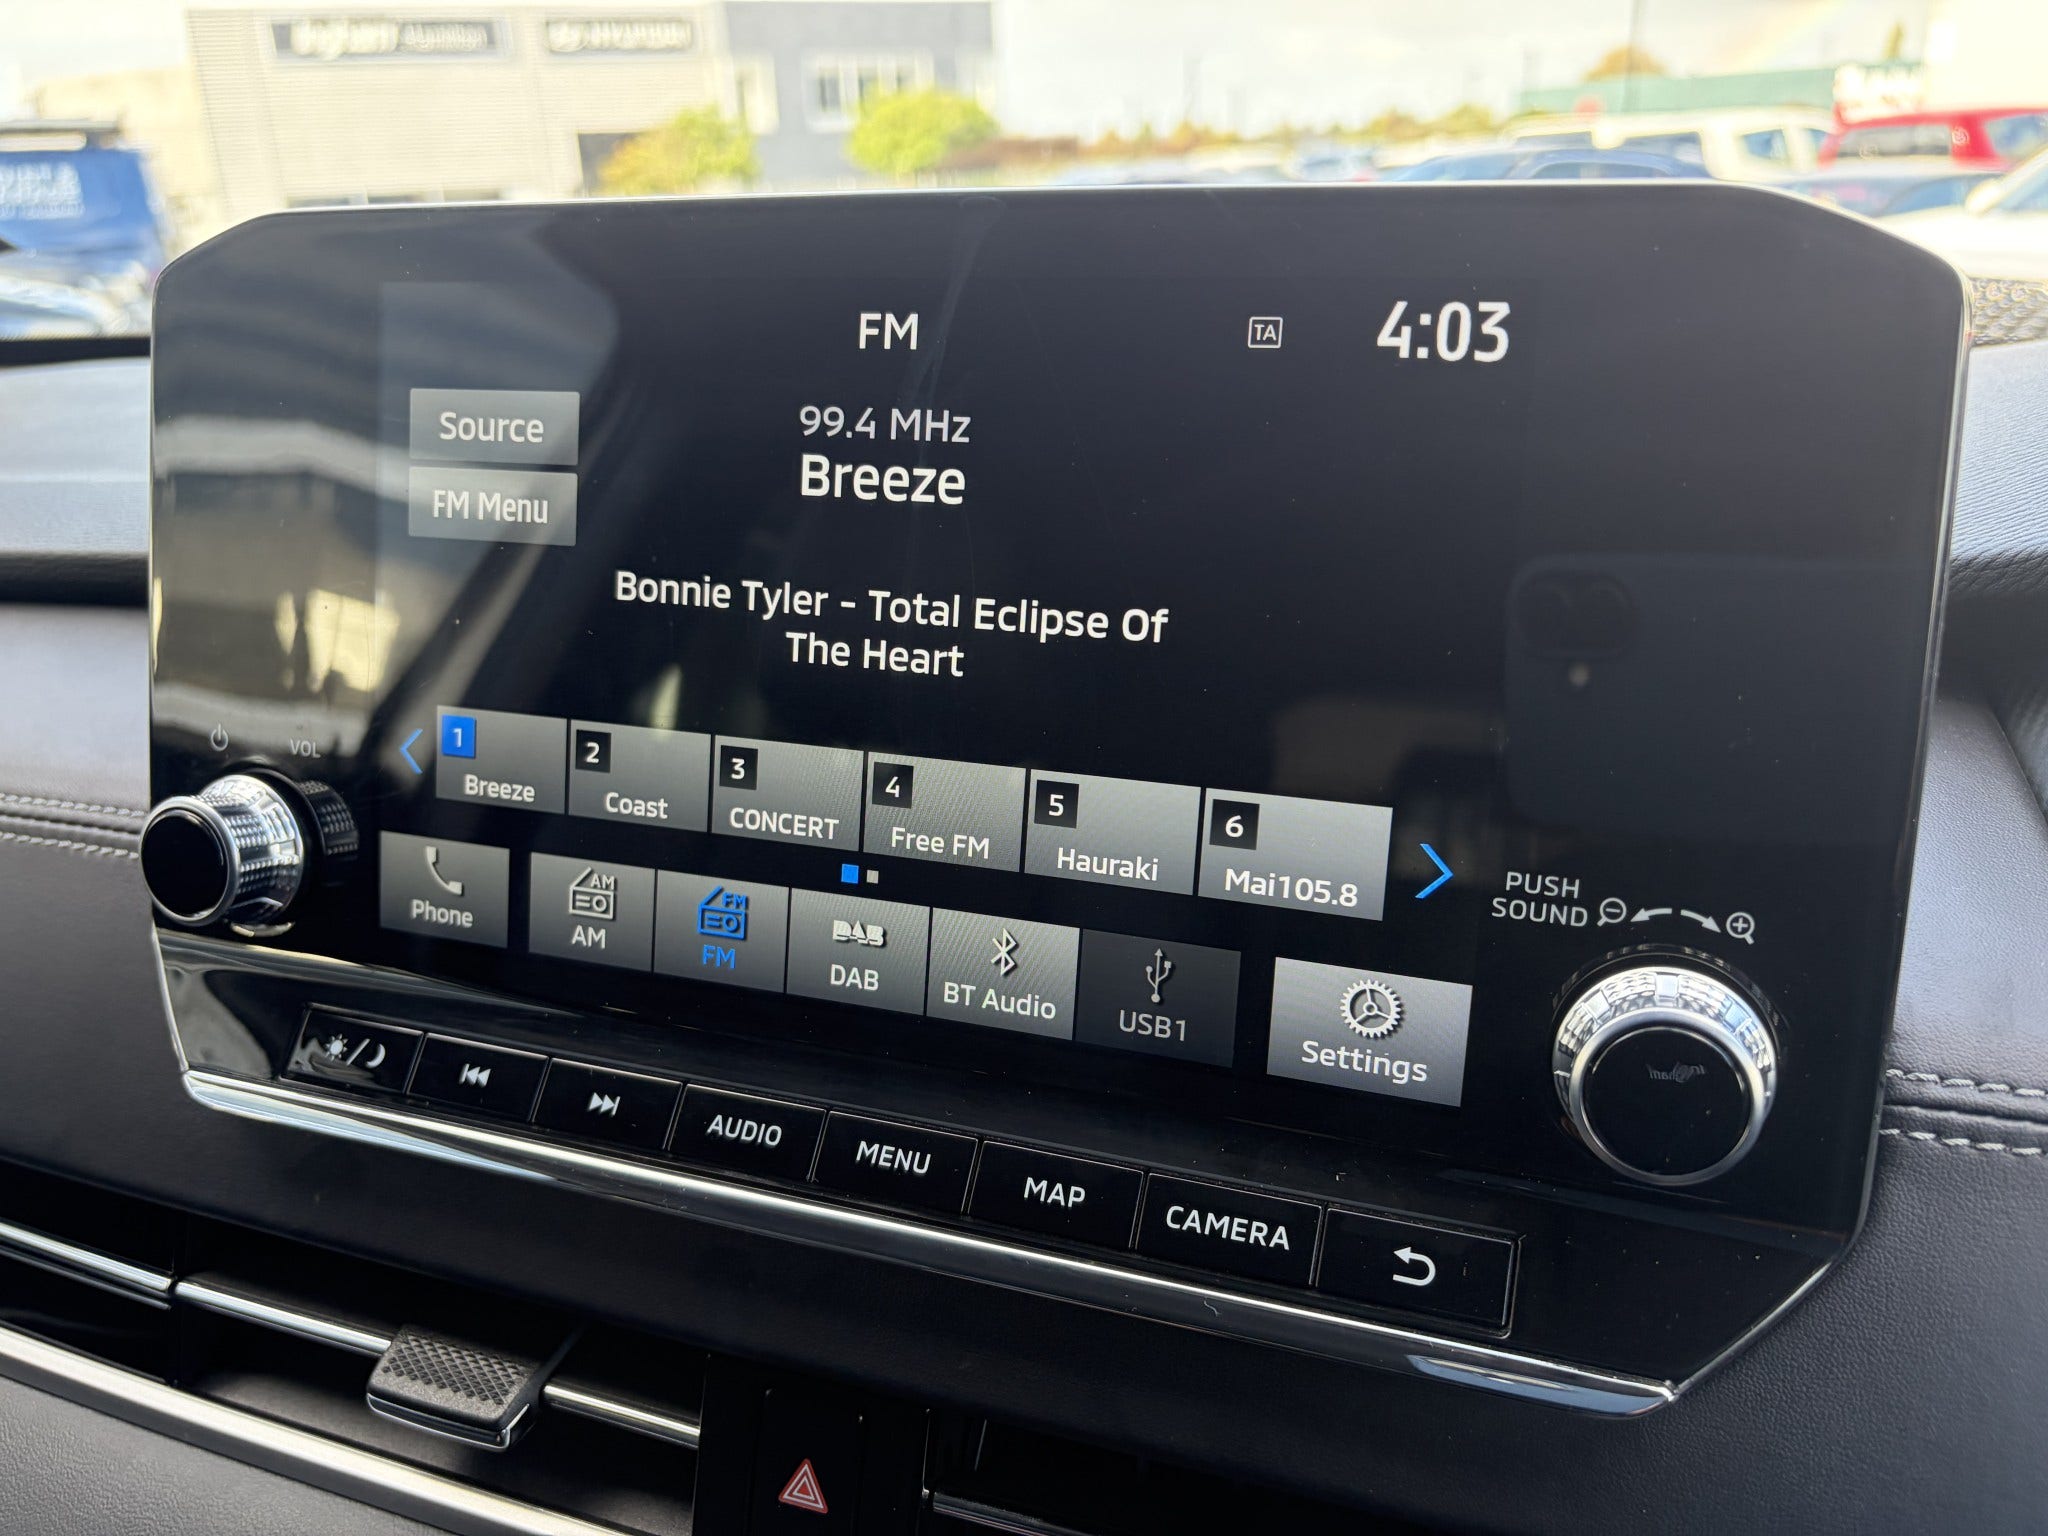 FM
TA
4:03
Source
99.4 MHz
Breeze
FM Menu
Bonnie Tyler - Total Eclipse Of
The Heart
VOL
1
Breeze
2
Coast
3
CONCERT
4
Free FM
5
Hauraki
6
Mai105.8
PUSH
SOUND
Phone
AM
AM
FM
FM
DAB
DAB
BT Audio
USB1
Settings
AUDIO
MENU
MAP
CAMERA